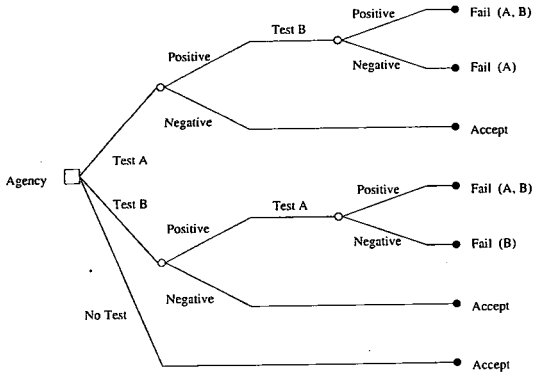 Positive
Fail (A, B)
Test B
Positive
Negative
Fail (A)
Negative
Accept
Test A
Agency
Test B
Positive
Fail (A, B)
Test A
Positive
Negative
Fail (B)
Negative
Accept
No Test
Accept